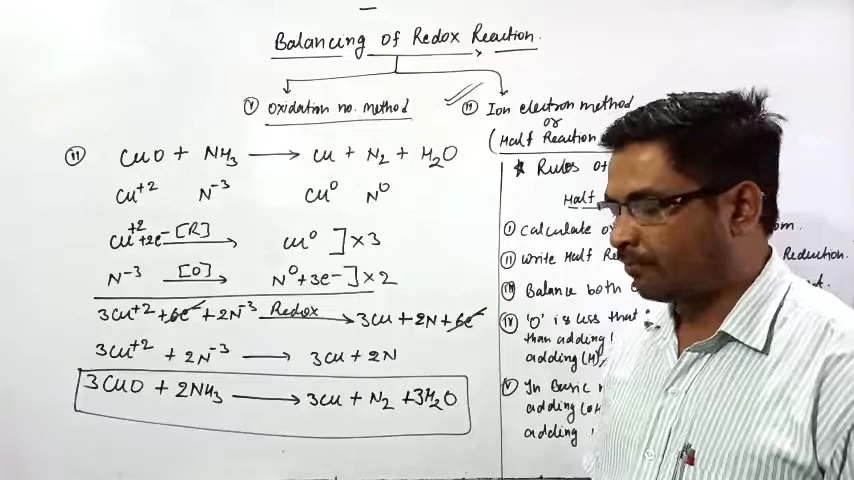 Balancing of Redox Reaction.
(I) Oxidation no. method
(II) Ion electron method
or
(Half Reaction
(II) CuO + NH₃ ⟶ Cu + N₂ + H₂O
Cu⁺² N⁻³ Cu⁰ N⁰
Cu⁺² + 2e⁻ —[R]→ Cu⁰ ] × 3
N⁻³ —[O]→ N⁰ + 3e⁻ ] × 2
3Cu⁺² + 6e⁻ + 2N⁻³ —Redox→ 3Cu + 2N + 6e⁻
3Cu⁺² + 2N⁻³ ⟶ 3Cu + 2N
3CuO + 2NH₃ ⟶ 3Cu + N₂ + 3H₂O
* Rules of
Half
(I) Calculate
(II) Write Half Reduction.
(III) Balance both
(IV) 'O' is less that
than adding
adding (H
(V) In Basic
adding (OH
adding